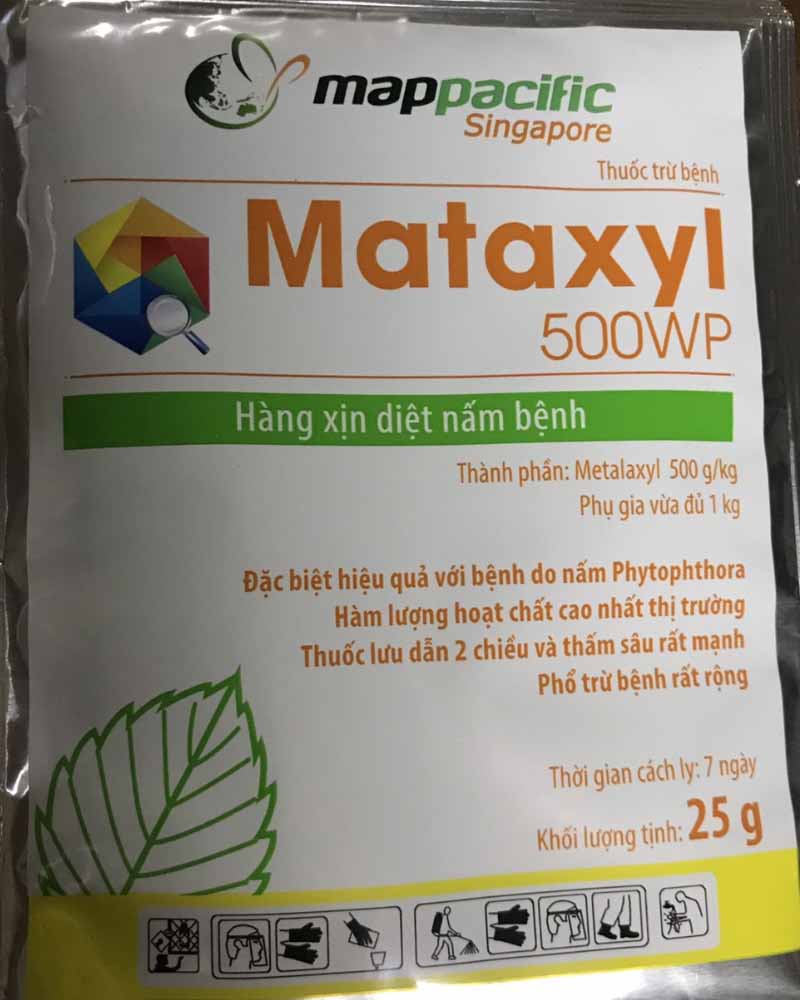 mappacific
Singapore
Thuốc trừ bệnh
Mataxyl
500WP
Hàng xịn diệt nấm bệnh
Thành phần: Metalaxyl 500 g/kg
Phụ gia vừa đủ 1 kg
Đặc biệt hiệu quả với bệnh do nấm Phytophthora
Hàm lượng hoạt chất cao nhất thị trường
Thuốc lưu dẫn 2 chiều và thấm sâu rất mạnh
Phổ trừ bệnh rất rộng
Thời gian cách ly: 7 ngày
Khối lượng tịnh: 25 g